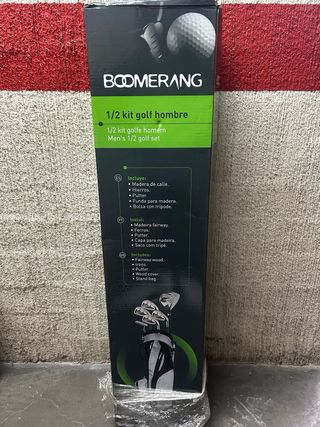 BOOMERANG
1/2 kit golf hombre
1/2 kit golfe homem
Men's 1/2 golf set
ES
Incluye:
• Madera de calle.
• Hierros.
• Putter.
• Funda para madera.
• Bolsa con trípode.
PT
Inclui:
• Madeira fairway.
• Ferros.
• Putter.
• Capa para madeira.
• Saco com tripé.
Includes:
• Fairway wood.
• Irons.
• Putter.
• Wood cover.
• Stand bag.